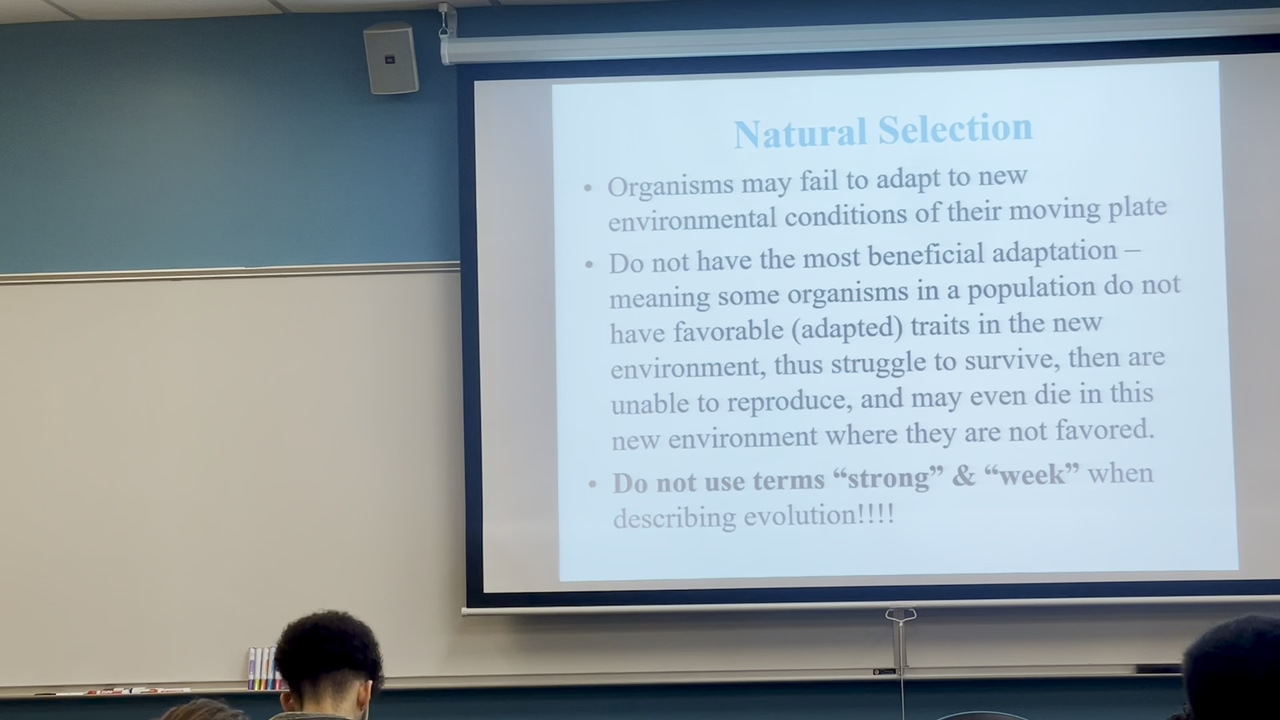 Natural Selection
• Organisms may fail to adapt to new
environmental conditions of their moving plate
• Do not have the most beneficial adaptation –
meaning some organisms in a population do not
have favorable (adapted) traits in the new
environment, thus struggle to survive, then are
unable to reproduce, and may even die in this
new environment where they are not favored.
• Do not use terms “strong” & “week” when
describing evolution!!!!